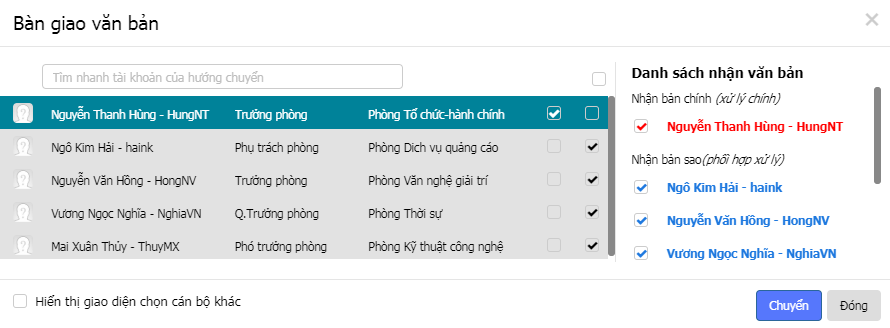 Bàn giao văn bản
×
Tìm nhanh tài khoản của hướng chuyển
Nguyễn Thanh Hùng - HungNT Trưởng phòng Phòng Tổ chức-hành chính
Ngô Kim Hải - haink Phụ trách phòng Phòng Dịch vụ quảng cáo
Nguyễn Văn Hồng - HongNV Trưởng phòng Phòng Văn nghệ giải trí
Vương Ngọc Nghĩa - NghiaVN Q.Trưởng phòng Phòng Thời sự
Mai Xuân Thủy - ThuyMX Phó trưởng phòng Phòng Kỹ thuật công nghệ
Danh sách nhận văn bản
Nhận bản chính (xử lý chính)
Nguyễn Thanh Hùng - HungNT
Nhận bản sao(phối hợp xử lý)
Ngô Kim Hải - haink
Nguyễn Văn Hồng - HongNV
Vương Ngọc Nghĩa - NghiaVN
Hiển thị giao diện chọn cán bộ khác
Chuyển Đóng